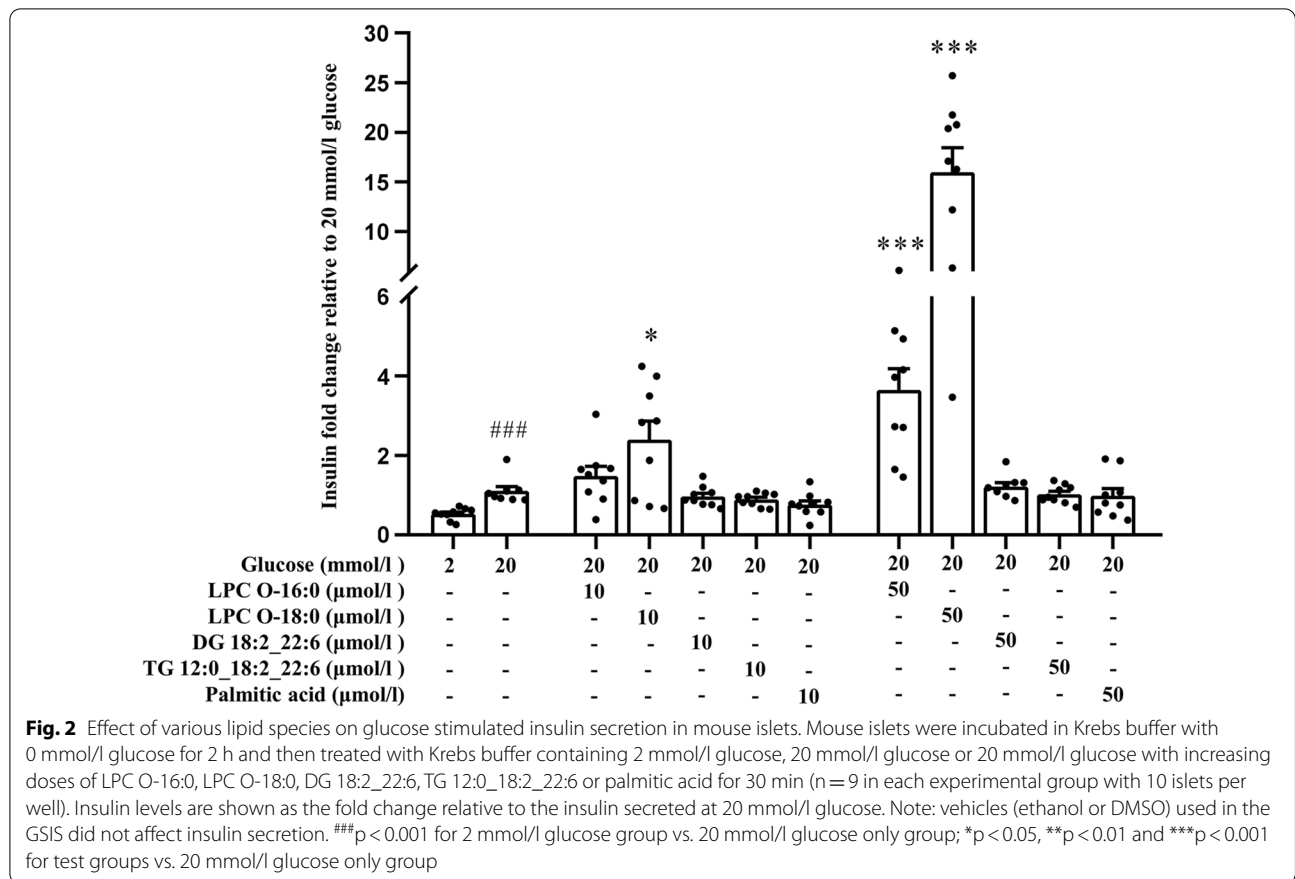 Insulin fold change relative to 20 mmol/l glucose
30
25
20
15
10
6
4
2
0
###
*
***
***
Glucose (mmol/l ) 2 20 20 20 20 20 20 20 20 20 20 20
LPC O-16:0 (μmol/l ) - - 10 - - - - 50 - - - -
LPC O-18:0 (μmol/l ) - - - 10 - - - - 50 - - -
DG 18:2_22:6 (μmol/l ) - - - - 10 - - - - 50 - -
TG 12:0_18:2_22:6 (μmol/l ) - - - - - 10 - - - - 50 -
Palmitic acid (μmol/l) - - - - - - 10 - - - - 50
Fig. 2 Effect of various lipid species on glucose stimulated insulin secretion in mouse islets. Mouse islets were incubated in Krebs buffer with
0 mmol/l glucose for 2 h and then treated with Krebs buffer containing 2 mmol/l glucose, 20 mmol/l glucose or 20 mmol/l glucose with increasing
doses of LPC O-16:0, LPC O-18:0, DG 18:2_22:6, TG 12:0_18:2_22:6 or palmitic acid for 30 min (n = 9 in each experimental group with 10 islets per
well). Insulin levels are shown as the fold change relative to the insulin secreted at 20 mmol/l glucose. Note: vehicles (ethanol or DMSO) used in the
GSIS did not affect insulin secretion. ###p < 0.001 for 2 mmol/l glucose group vs. 20 mmol/l glucose only group; *p < 0.05, **p < 0.01 and ***p < 0.001
for test groups vs. 20 mmol/l glucose only group